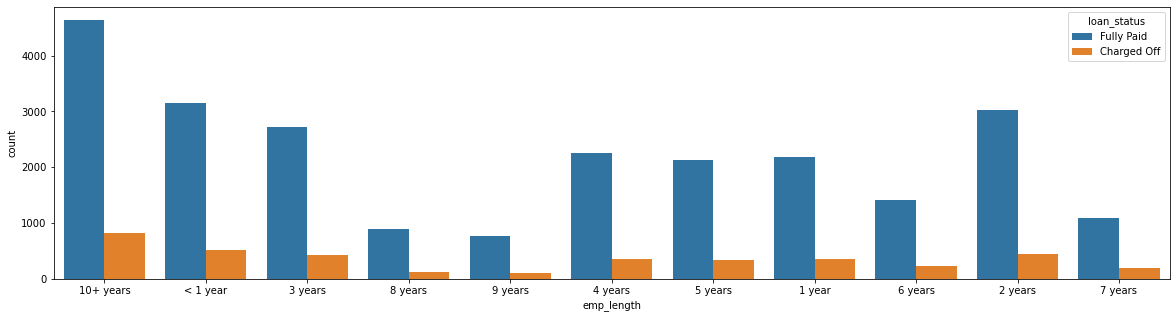 loan_status
Fully Paid
Charged Off
count
4000
3000
2000
1000
0
10+ years < 1 year 3 years 8 years 9 years 4 years 5 years 1 year 6 years 2 years 7 years
emp_length